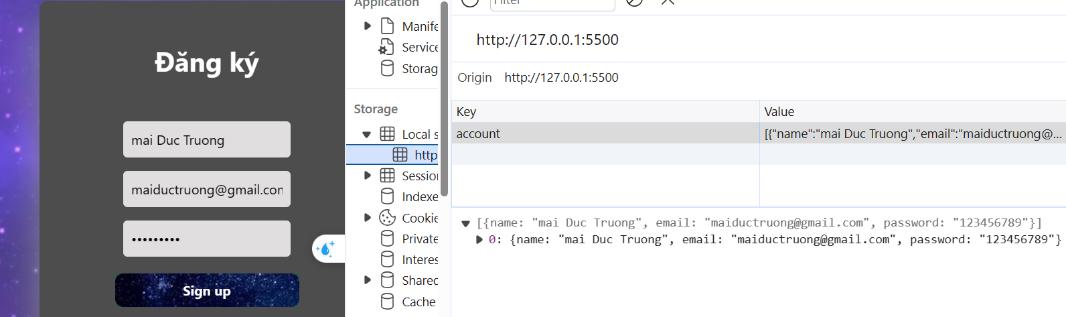 Đăng ký
mai Duc Truong
maiductruong@gmail.con
•••••••••
Sign up
Application
Manife
Service
Storag
Storage
Local s
http
Session
Indexe
Cookie
Private
Interes
Shared
Cache
Filter
http://127.0.0.1:5500
Origin http://127.0.0.1:5500
Key Value
account [{"name":"mai Duc Truong","email":"maiductruong@...
[{name: "mai Duc Truong", email: "maiductruong@gmail.com", password: "123456789"}]
0: {name: "mai Duc Truong", email: "maiductruong@gmail.com", password: "123456789"}